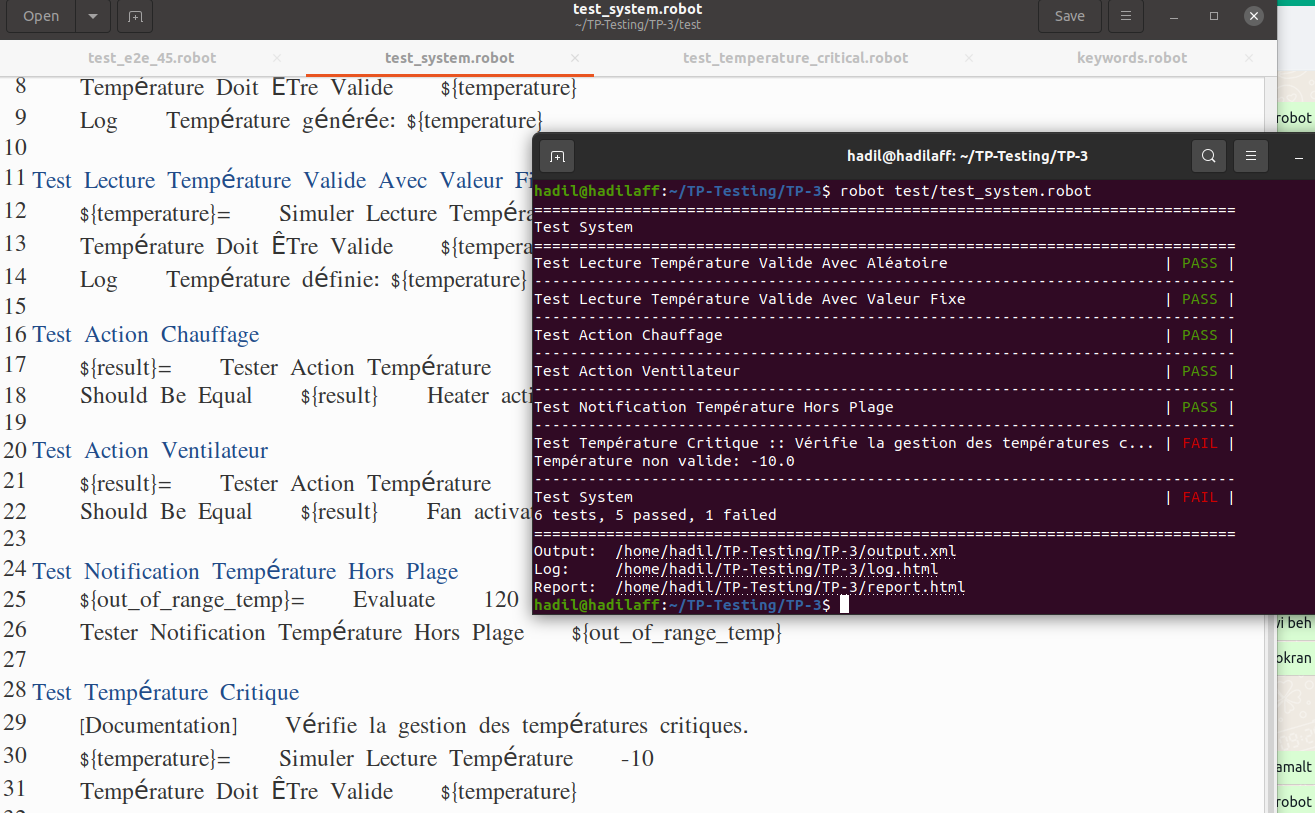 Open
test_system.robot
~/TP-Testing/TP-3/test
Save
test_e2e_45.robot
test_system.robot
test_temperature_critical.robot
keywords.robot
8 Température Doit ÊTre Valide ${temperature}
9 Log Température générée: ${temperature}
10
11 Test Lecture Température Valide Avec Valeur
12 ${temperature}= Simuler Lecture
13 Température Doit ÊTre Valide
14 Log Température définie: ${temperature}
15
16 Test Action Chauffage
17 ${result}= Tester Action Température
18 Should Be Equal ${result} Heater
19
20 Test Action Ventilateur
21 ${result}= Tester Action Température
22 Should Be Equal ${result} Fan
23
24 Test Notification Température Hors Plage
25 ${out_of_range_temp}= Evaluate 120
26 Tester Notification Température Hors Plage ${out_of_range_temp}
27
28 Test Température Critique
29 [Documentation] Vérifie la gestion des températures critiques.
30 ${temperature}= Simuler Lecture Température -10
31 Température Doit ÊTre Valide ${temperature}
hadil@hadilaff: ~/TP-Testing/TP-3
hadil@hadilaff:~/TP-Testing/TP-3$ robot test/test_system.robot
==============================================================================
Test System
==============================================================================
Test Lecture Température Valide Avec Aléatoire | PASS |
------------------------------------------------------------------------------
Test Lecture Température Valide Avec Valeur Fixe | PASS |
------------------------------------------------------------------------------
Test Action Chauffage | PASS |
------------------------------------------------------------------------------
Test Action Ventilateur | PASS |
------------------------------------------------------------------------------
Test Notification Température Hors Plage | PASS |
------------------------------------------------------------------------------
Test Température Critique :: Vérifie la gestion des températures c... | FAIL |
Température non valide: -10.0
------------------------------------------------------------------------------
Test System | FAIL |
6 tests, 5 passed, 1 failed
==============================================================================
Output: /home/hadil/TP-Testing/TP-3/output.xml
Log: /home/hadil/TP-Testing/TP-3/log.html
Report: /home/hadil/TP-Testing/TP-3/report.html
hadil@hadilaff:~/TP-Testing/TP-3$
robot
beh
okran
amalt
robot